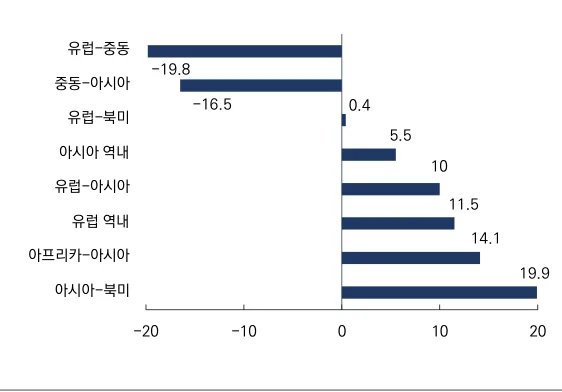 유럽-중동
-19.8
중동-아시아
-16.5
유럽-북미
0.4
아시아 역내
5.5
유럽-아시아
10
유럽 역내
11.5
아프리카-아시아
14.1
아시아-북미
19.9
-20 -10 0 10 20